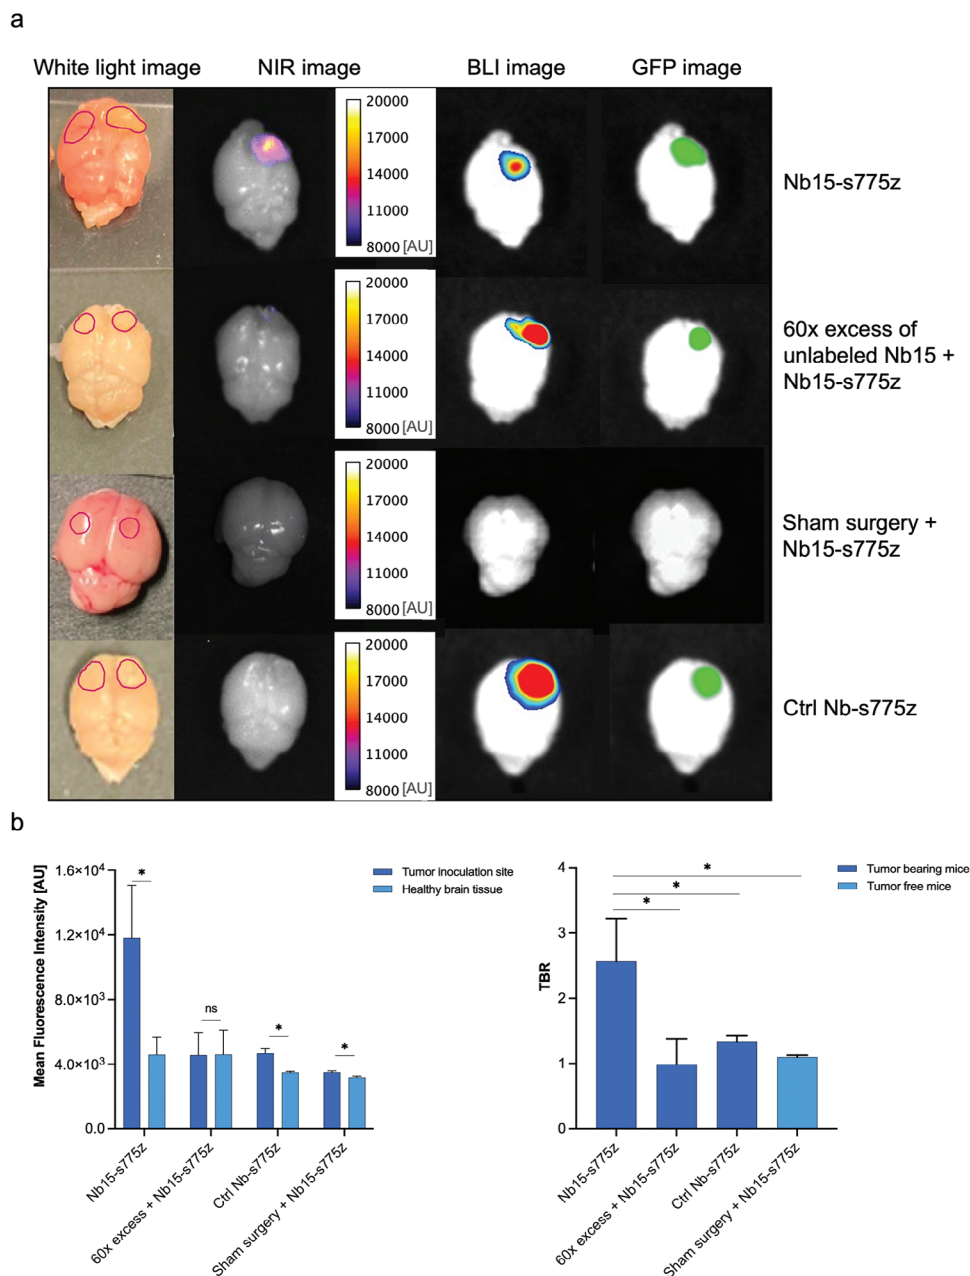 a
White light image NIR image BLI image GFP image
20000
17000
14000
11000
8000 [AU]
Nb15-s775z
20000
17000
14000
11000
8000 [AU]
60x excess of
unlabeled Nb15 +
Nb15-s775z
20000
17000
14000
11000
8000 [AU]
Sham surgery +
Nb15-s775z
20000
17000
14000
11000
8000 [AU]
Ctrl Nb-s775z
b
Mean Fluorescence Intensity [AU]
1.6×10⁴
1.2×10⁴
8.0×10³
4.0×10³
0.0
*
ns
*
*
Tumor inoculation site
Healthy brain tissue
Nb15-s775z
60x excess + Nb15-s775z
Ctrl Nb-s775z
Sham surgery + Nb15-s775z
TBR
4
3
2
1
0
*
*
*
Tumor bearing mice
Tumor free mice
Nb15-s775z
60x excess + Nb15-s775z
Ctrl Nb-s775z
Sham surgery + Nb15-s775z